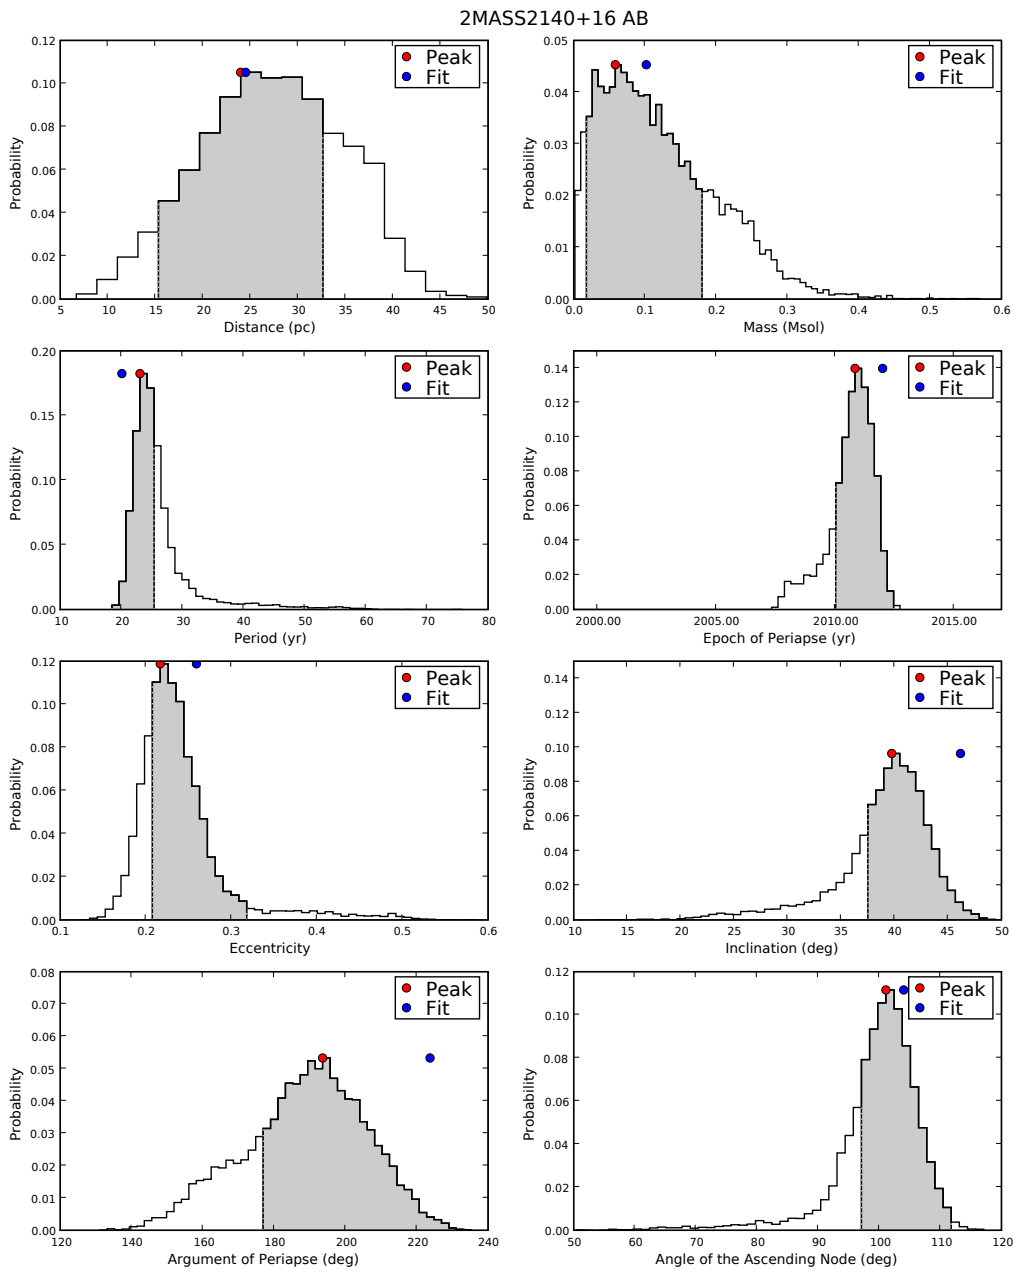 2MASS2140+16 AB
0.12
0.10
0.08
0.06
0.04
0.02
0.00
Probability
Peak
Fit
5 10 15 20 25 30 35 40 45 50
Distance (pc)
0.05
0.04
0.03
0.02
0.01
0.00
Probability
Peak
Fit
0.0 0.1 0.2 0.3 0.4 0.5 0.6
Mass (Msol)
0.20
0.15
0.10
0.05
0.00
Probability
Peak
Fit
10 20 30 40 50 60 70 80
Period (yr)
0.14
0.12
0.10
0.08
0.06
0.04
0.02
0.00
Probability
Peak
Fit
2000.00 2005.00 2010.00 2015.00
Epoch of Periapse (yr)
0.12
0.10
0.08
0.06
0.04
0.02
0.00
Probability
Peak
Fit
0.1 0.2 0.3 0.4 0.5 0.6
Eccentricity
0.14
0.12
0.10
0.08
0.06
0.04
0.02
0.00
Probability
Peak
Fit
10 15 20 25 30 35 40 45 50
Inclination (deg)
0.08
0.07
0.06
0.05
0.04
0.03
0.02
0.01
0.00
Probability
Peak
Fit
120 140 160 180 200 220 240
Argument of Periapse (deg)
0.12
0.10
0.08
0.06
0.04
0.02
0.00
Probability
Peak
Fit
50 60 70 80 90 100 110 120
Angle of the Ascending Node (deg)